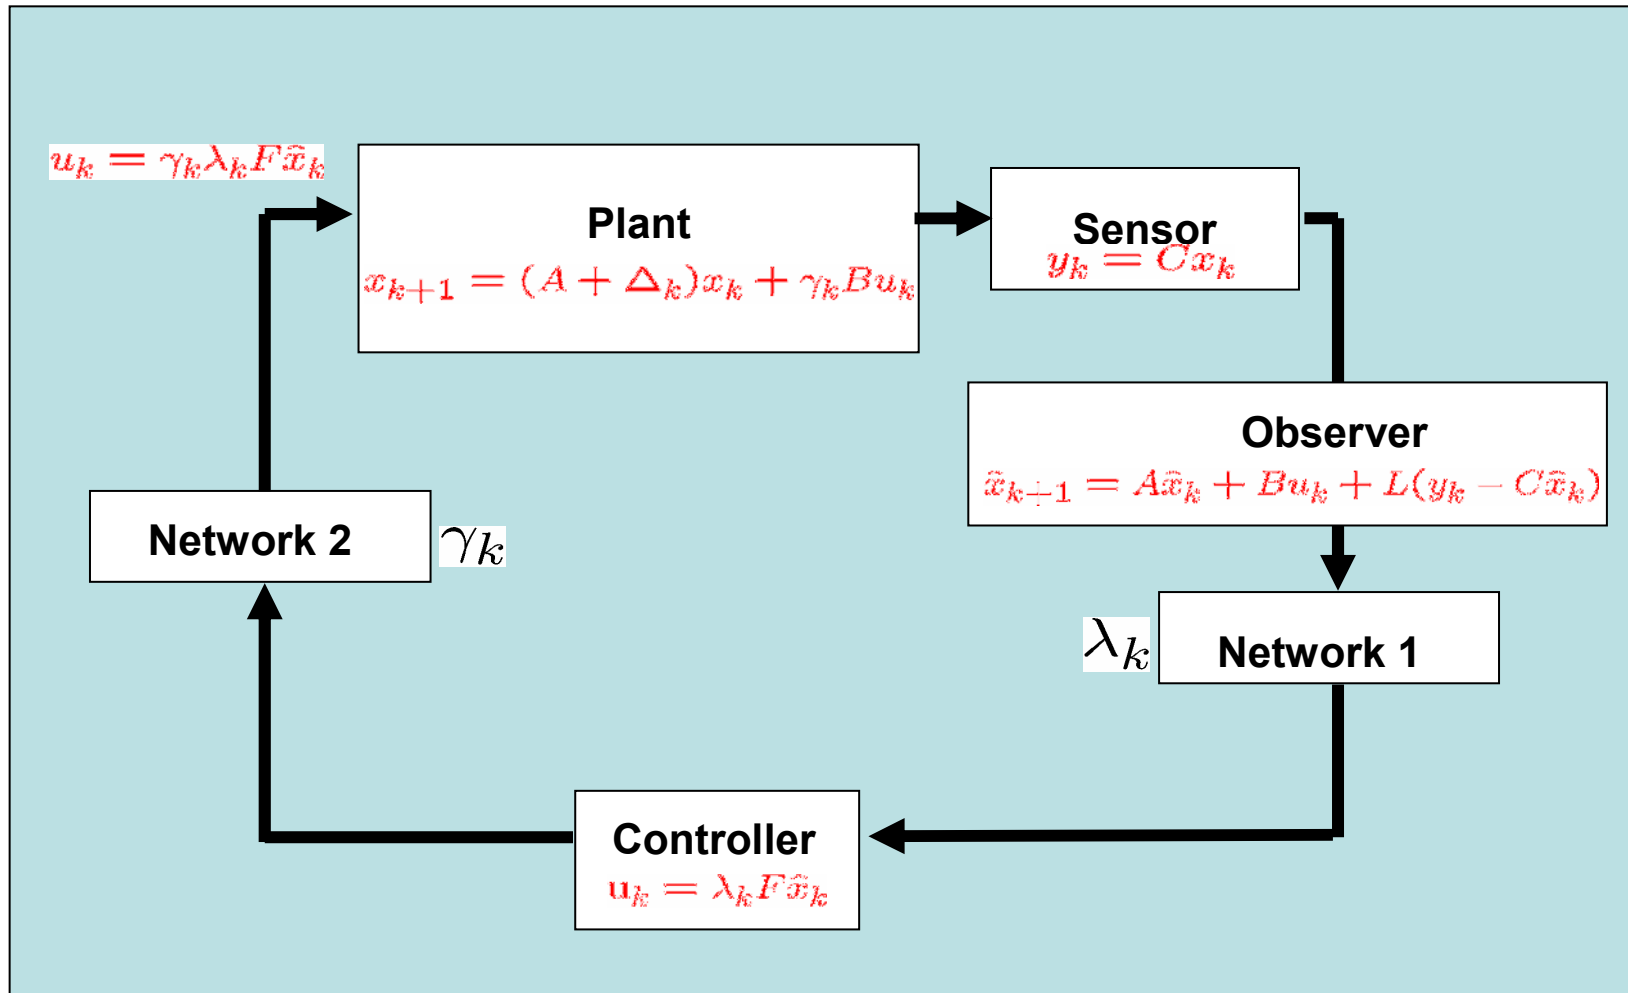 u_k = γ_k λ_k F x̂_k
Plant
x_{k+1} = (A + Δ_k)x_k + γ_k B u_k
Sensor
y_k = C x_k
Observer
x̂_{k+1} = A x̂_k + B u_k + L(y_k − C x̂_k)
Network 2
γ_k
λ_k
Network 1
Controller
u_k = λ_k F x̂_k